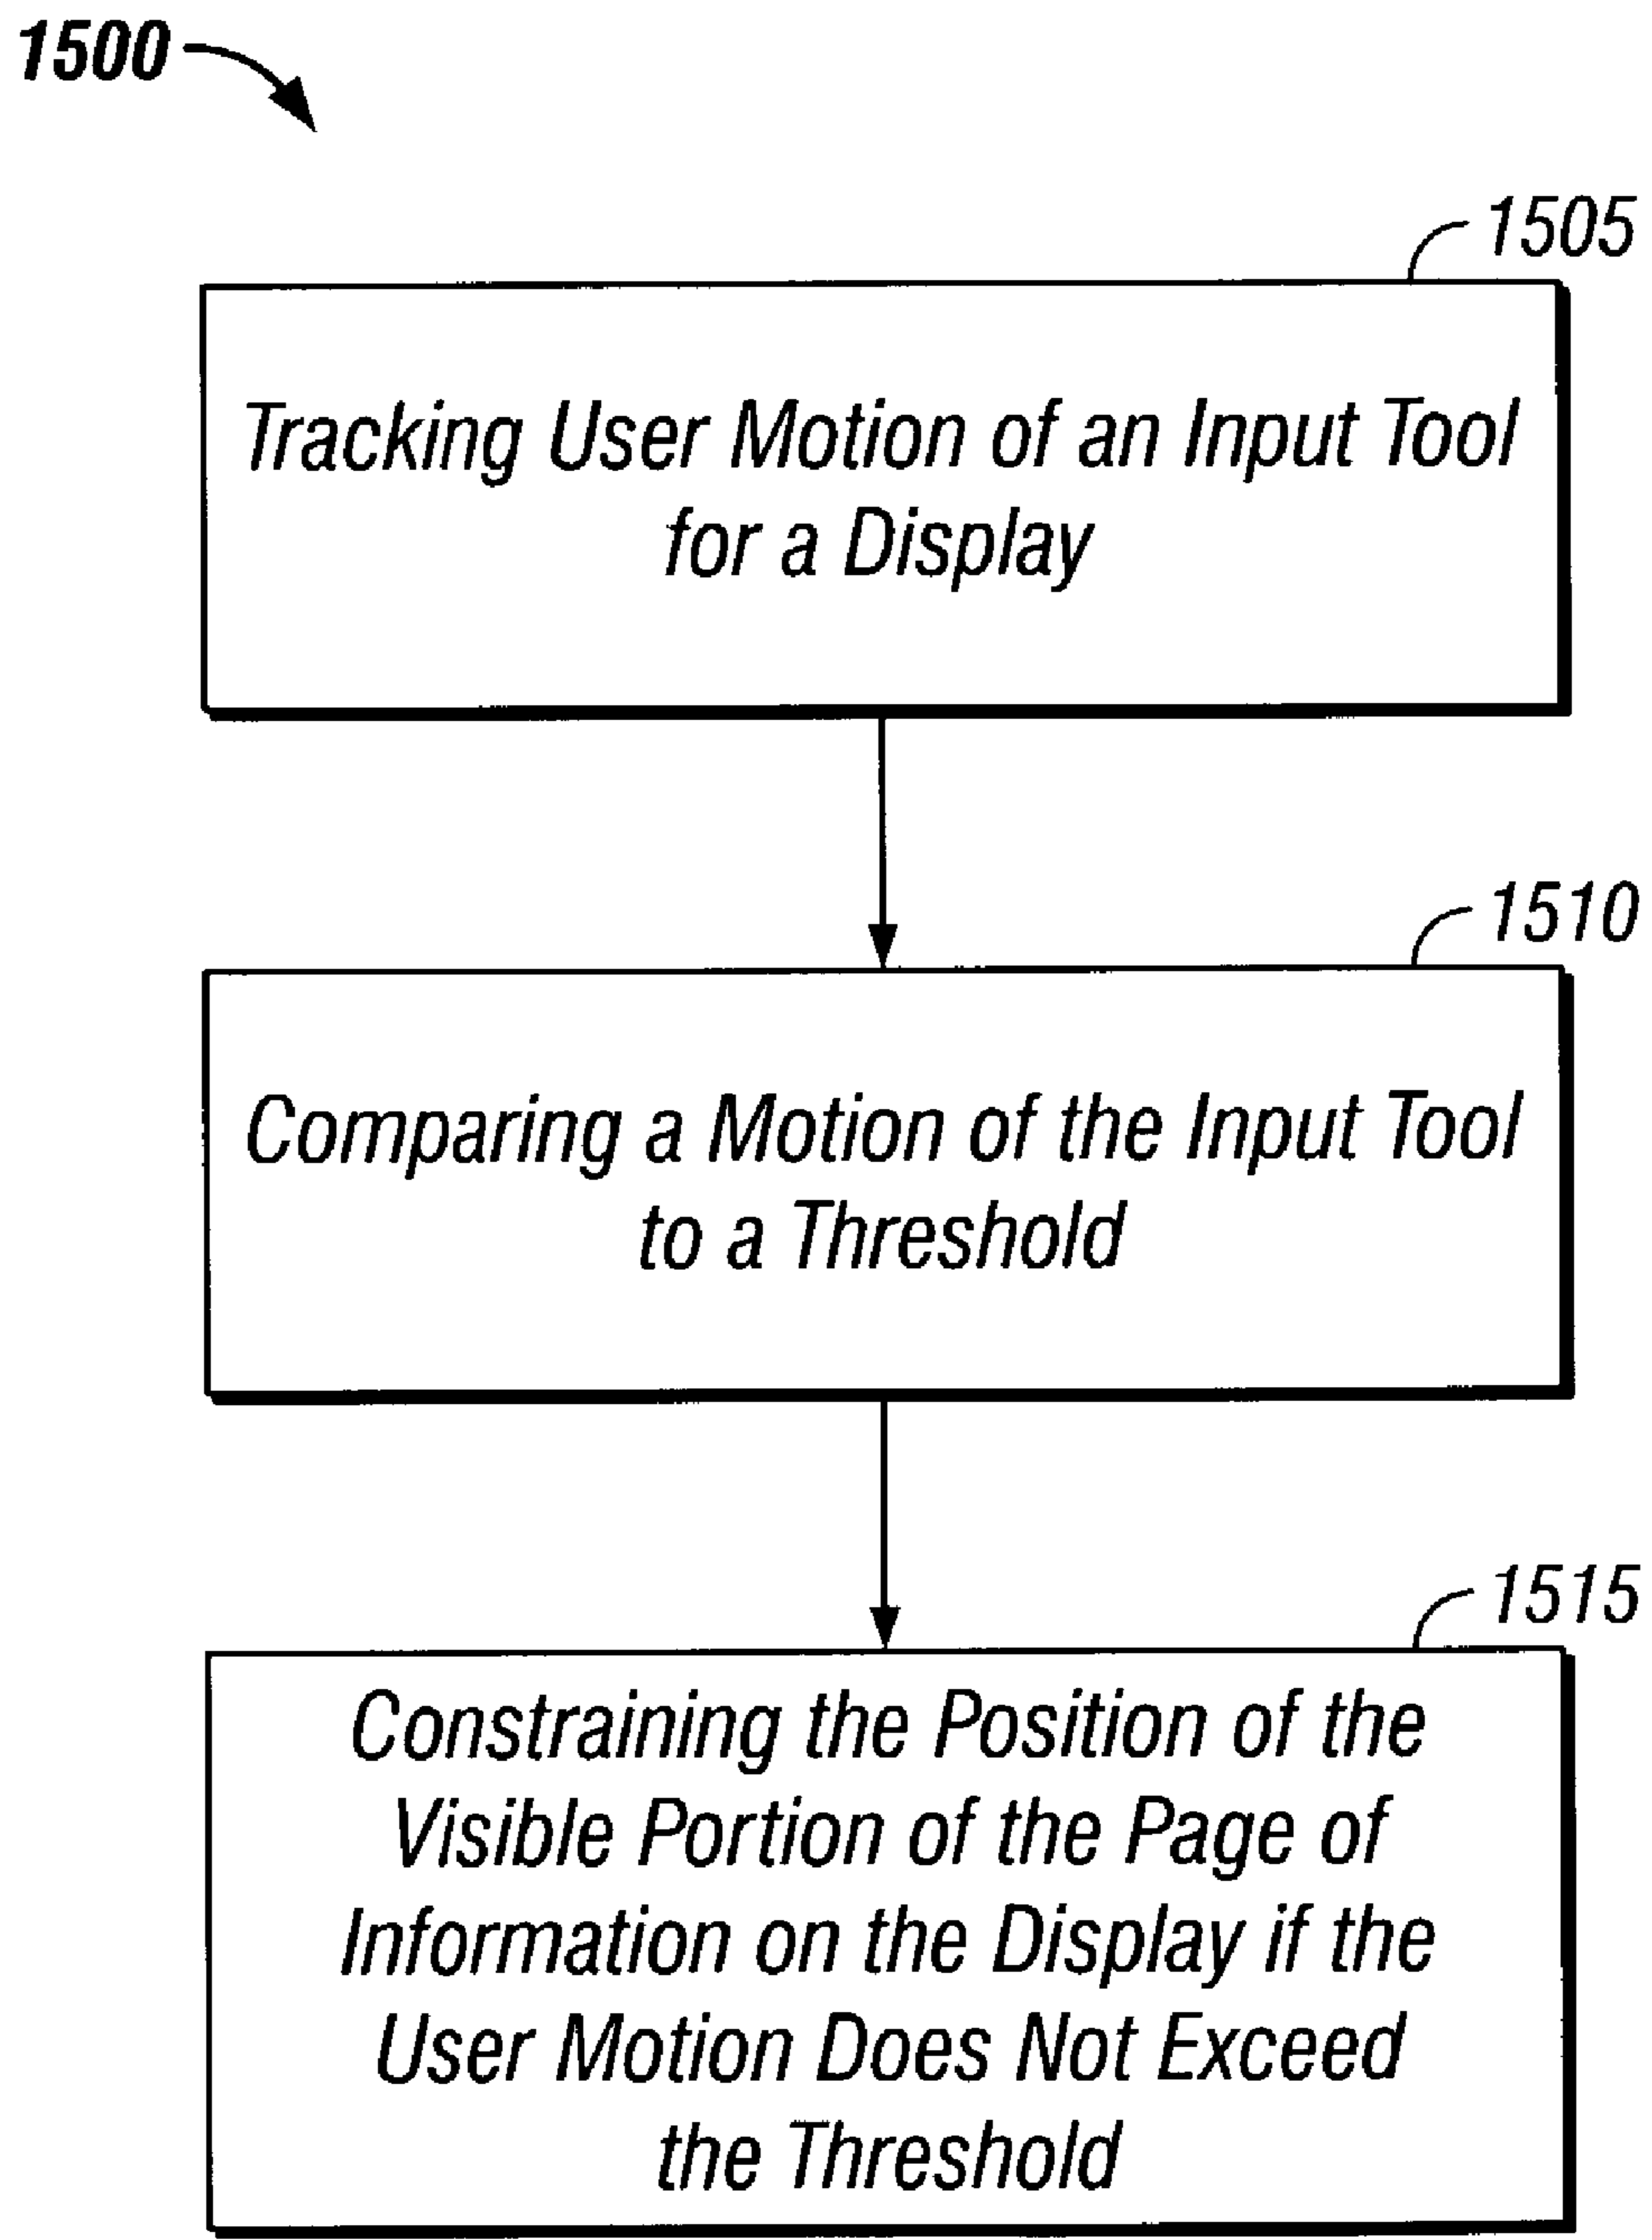 1500
1505
Tracking User Motion of an Input Tool
for a Display
1510
Comparing a Motion of the Input Tool
to a Threshold
1515
Constraining the Position of the
Visible Portion of the Page of
Information on the Display if the
User Motion Does Not Exceed
the Threshold